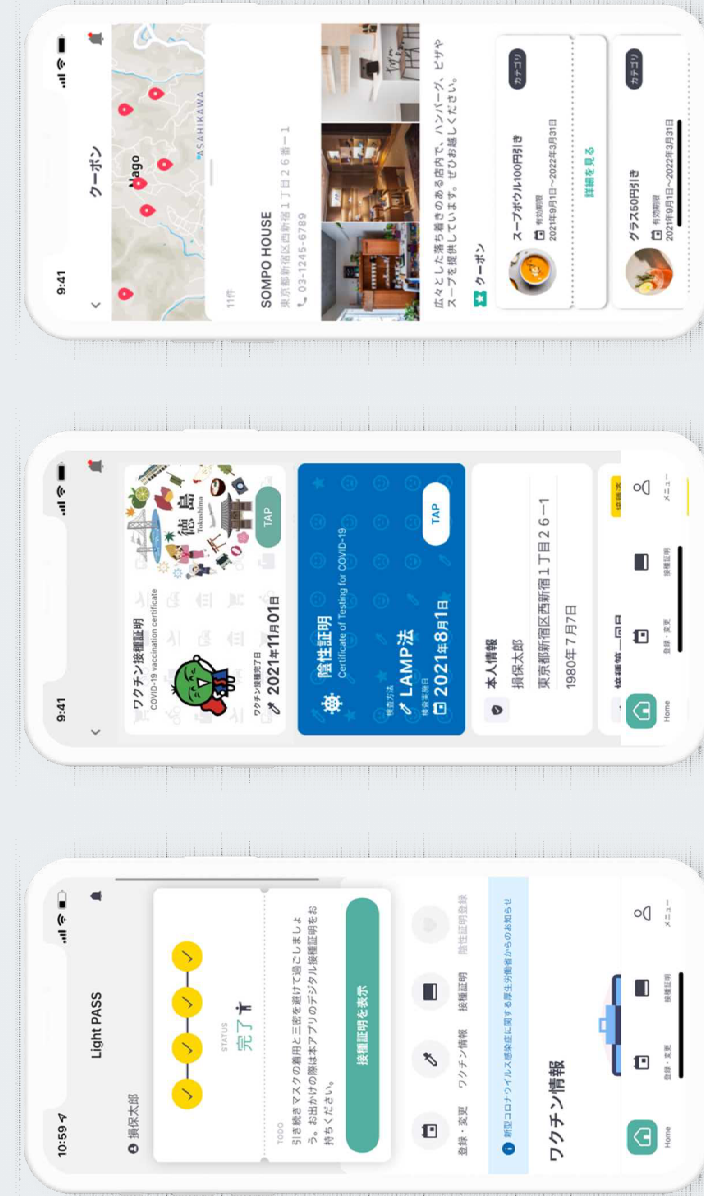 10:59
Light PASS
損保太郎
STATUS
完了
TODO
引き続きマスクの着用と三密を避けて過ごしましょ
う。お出かけの際は本アプリのデジタル接種証明をお
持ちください。
接種証明を表示
登録・変更
ワクチン情報
接種証明
陰性証明登録
新型コロナウイルス感染症に関する厚生労働省からのお知らせ
ワクチン情報
Home
登録・変更
接種証明
メニュー
9:41
ワクチン接種証明
COVID-19 vaccination certificate
徳島
Tokushima
ワクチン接種完了日
2021年11月01日
TAP
陰性証明
Certificate of Testing for COVID-19
検査方法
LAMP法
検査実施日
2021年8月1日
TAP
本人情報
損保太郎
東京都新宿区西新宿1丁目26−1
1980年7月7日
Home
登録・変更
接種証明
メニュー
9:41
クーポン
Nago
ASAHIKAWA
11件
SOMPO HOUSE
東京都新宿区西新宿1丁目26番−1
03-1245-6789
広々とした落ち着きのある店内で、ハンバーグ、ピザや
スープを提供しています。ぜひお越しください。
クーポン
スープボウル100円引き
カテゴリ
有効期限
2021年9月1日~2022年3月31日
詳細を見る
グラス50円引き
カテゴリ
有効期限
2021年9月1日~2022年3月31日